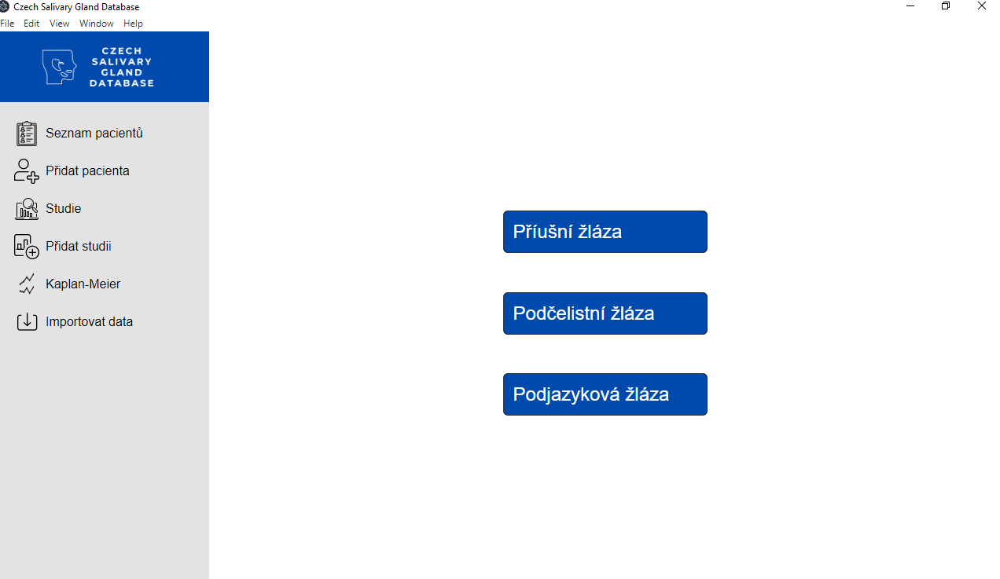 Czech Salivary Gland Database
File Edit View Window Help
CZECH
SALIVARY
GLAND
DATABASE
Seznam pacientů
Přidat pacienta
Studie
Přidat studii
Kaplan-Meier
Importovat data
Příušní žláza
Podčelistní žláza
Podjazyková žláza